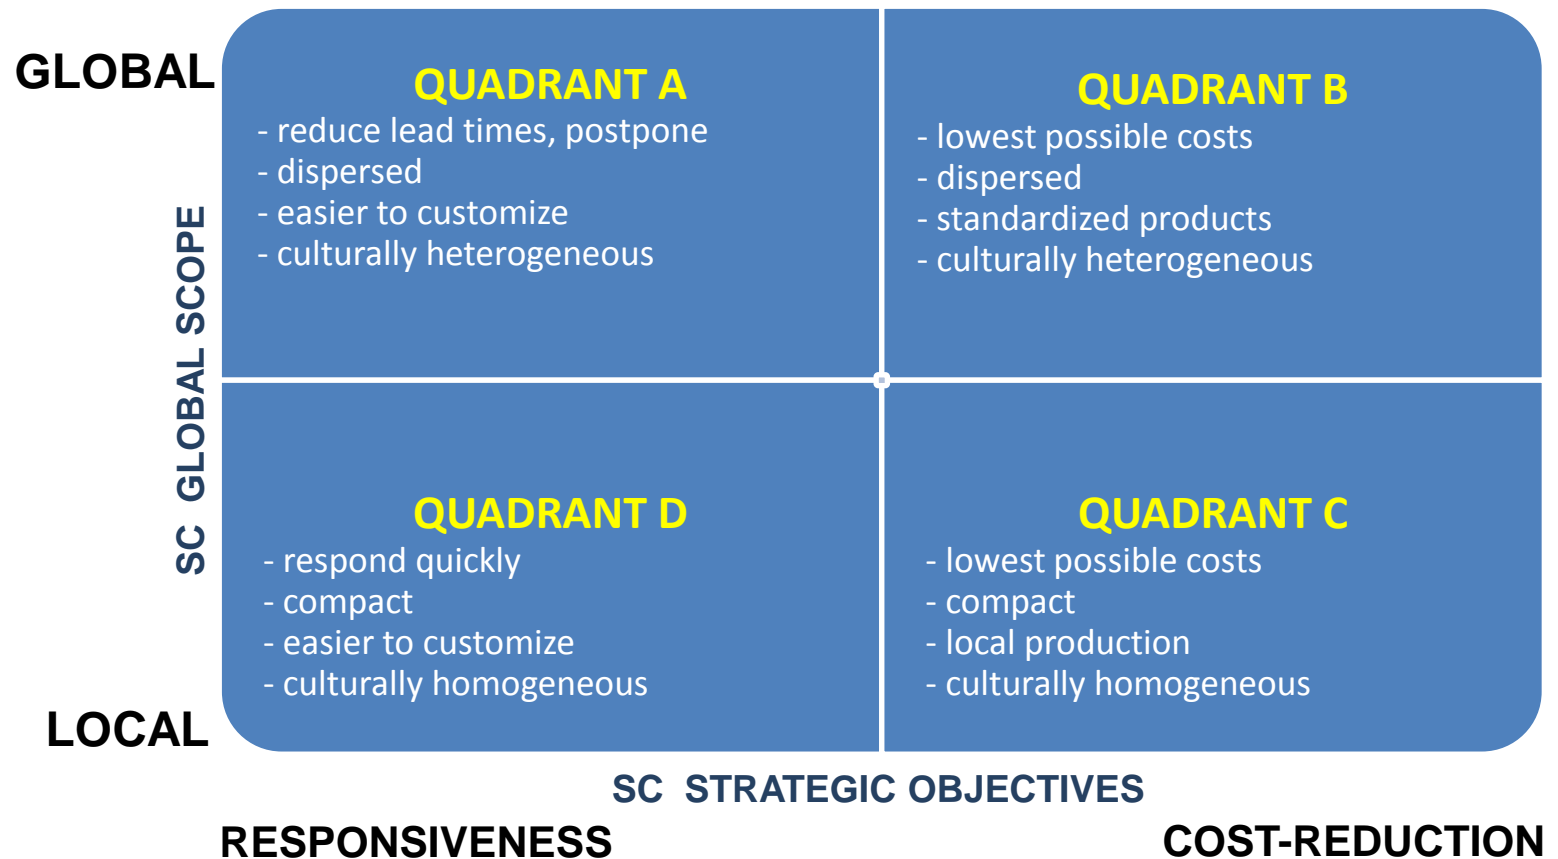 GLOBAL
QUADRANT A
- reduce lead times, postpone
- dispersed
- easier to customize
- culturally heterogeneous
QUADRANT B
- lowest possible costs
- dispersed
- standardized products
- culturally heterogeneous
SC GLOBAL SCOPE
QUADRANT D
- respond quickly
- compact
- easier to customize
- culturally homogeneous
QUADRANT C
- lowest possible costs
- compact
- local production
- culturally homogeneous
LOCAL
SC STRATEGIC OBJECTIVES
RESPONSIVENESS
COST-REDUCTION